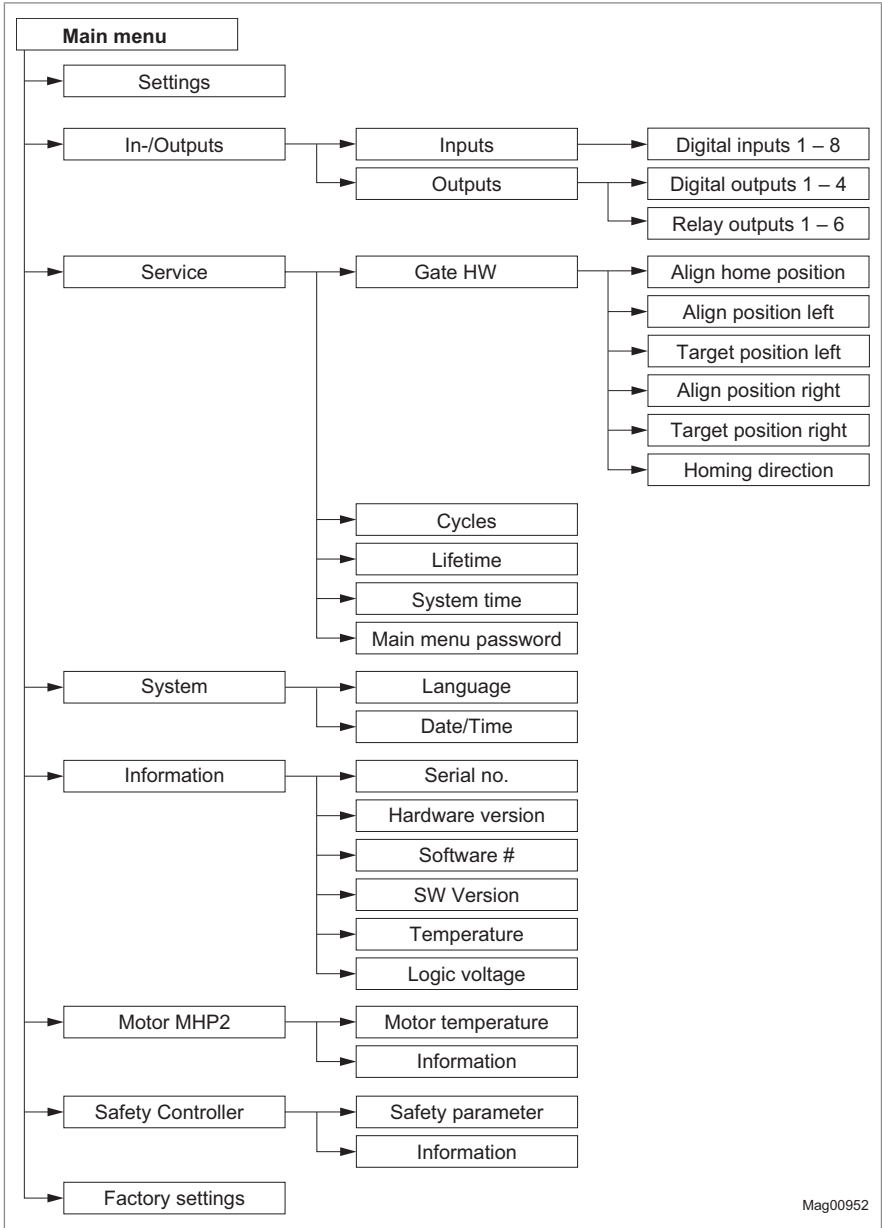 Main menu
Settings
In-/Outputs
Inputs
Digital inputs 1 – 8
Outputs
Digital outputs 1 – 4
Relay outputs 1 – 6
Service
Gate HW
Align home position
Align position left
Target position left
Align position right
Target position right
Homing direction
Cycles
Lifetime
System time
Main menu password
System
Language
Date/Time
Information
Serial no.
Hardware version
Software #
SW Version
Temperature
Logic voltage
Motor MHP2
Motor temperature
Information
Safety Controller
Safety parameter
Information
Factory settings
Mag00952